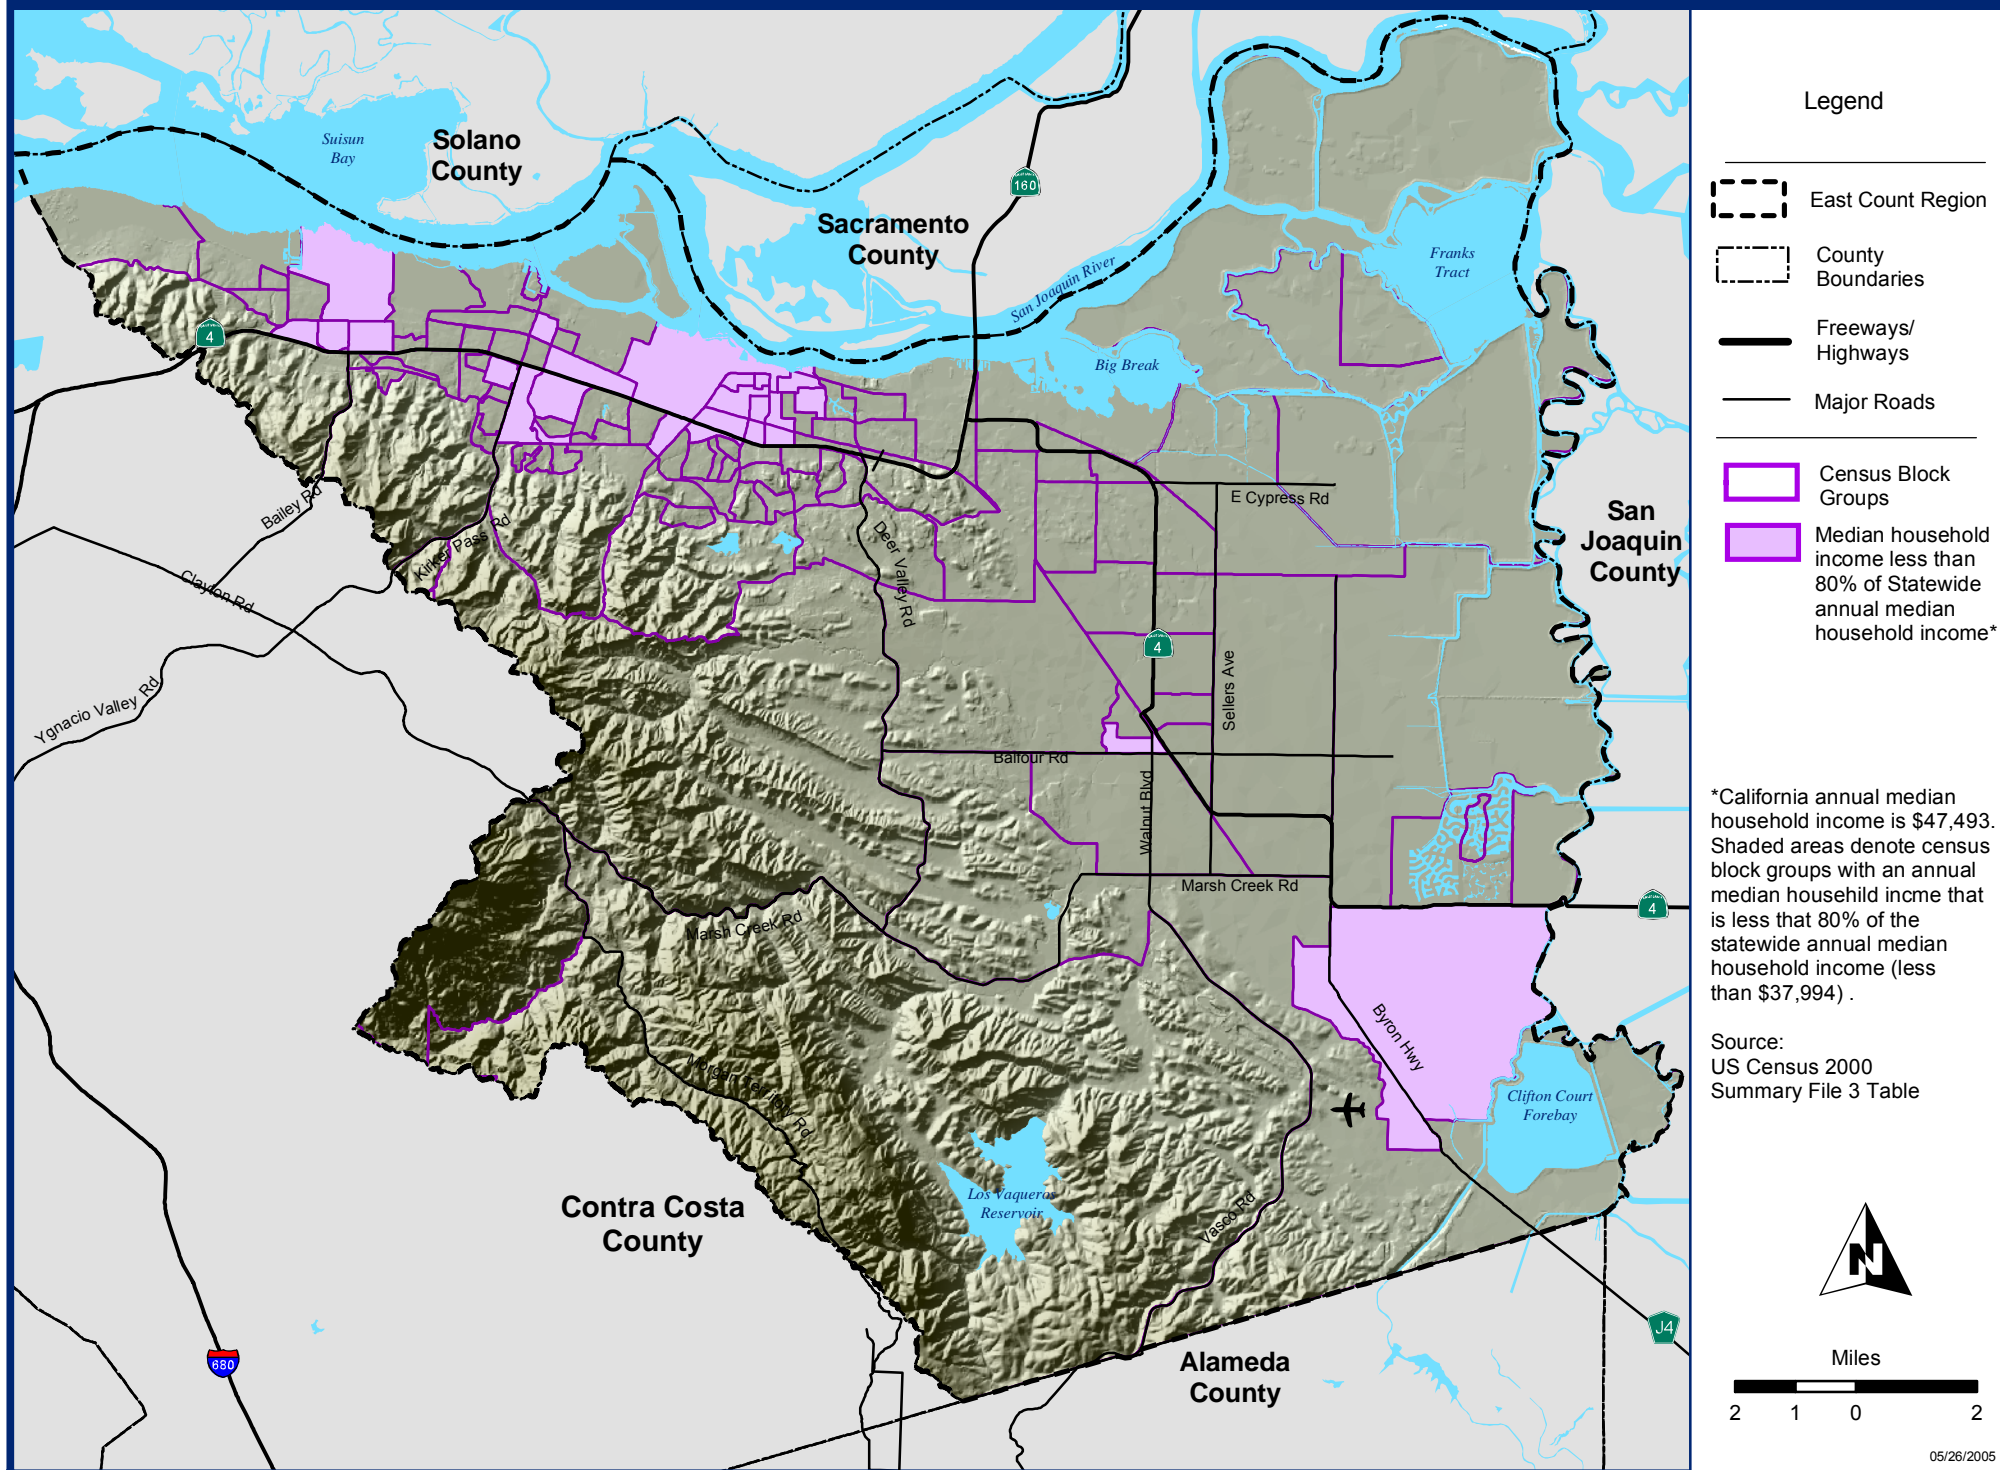 Suisun
Bay
Solano
County
160
Sacramento
County
San Joaquin River
Franks
Tract
Big Break
4
E Cypress Rd
San
Joaquin
County
Bailey Rd
Kirker Pass Rd
Clayton Rd
Deer Valley Rd
4
Sellers Ave
Ygnacio Valley Rd
Balfour Rd
Walnut Blvd
Marsh Creek Rd
Marsh Creek Rd
4
Byron Hwy
Morgan Territory Rd
Clifton Court
Forebay
Los Vaqueros
Reservoir
Vasco Rd
Contra Costa
County
680
Alameda
County
J4
Legend
East Count Region
County
Boundaries
Freeways/
Highways
Major Roads
Census Block
Groups
Median household
income less than
80% of Statewide
annual median
household income*
*California annual median
household income is $47,493.
Shaded areas denote census
block groups with an annual
median househild incme that
is less that 80% of the
statewide annual median
household income (less
than $37,994) .
Source:
US Census 2000
Summary File 3 Table
N
Miles
2 1 0 2
05/26/2005